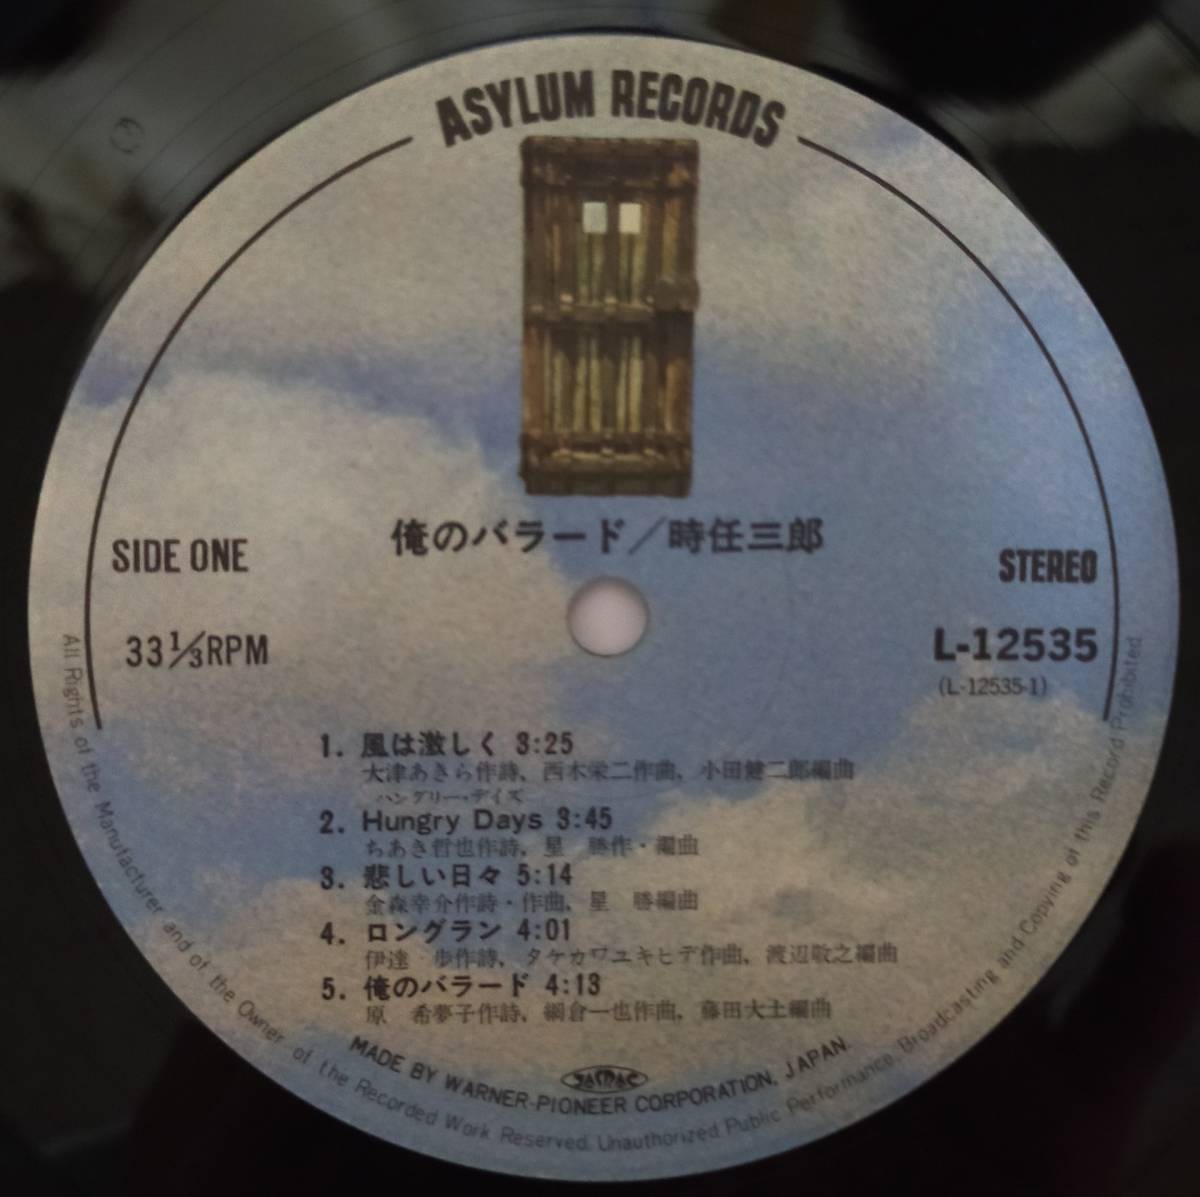 ASYLUM RECORDS
俺のバラード／時任三郎
SIDE ONE
STEREO
33 1/3 RPM
L-12535
(L-12535-1)
1. 風は激しく 3:25
大津あきら作詩、西木栄二作曲、小田健二郎編曲
ハングリー・デイズ
2. Hungry Days 3:45
ちあき哲也作詩、星 勝作・編曲
3. 悲しい日々 5:14
金森幸介作詩・作曲、星 勝編曲
4. ロングラン 4:01
伊達 歩作詩、タケカワユキヒデ作曲、渡辺敬之編曲
5. 俺のバラード 4:13
原 希夢子作詩、網倉一也作曲、藤田大土編曲
JASRAC
MADE BY WARNER-PIONEER CORPORATION, JAPAN.
All Rights of the Manufacturer and of the Owner of the Recorded Work Reserved. Unauthorized Public Performance, Broadcasting and Copying of this Record Prohibited.